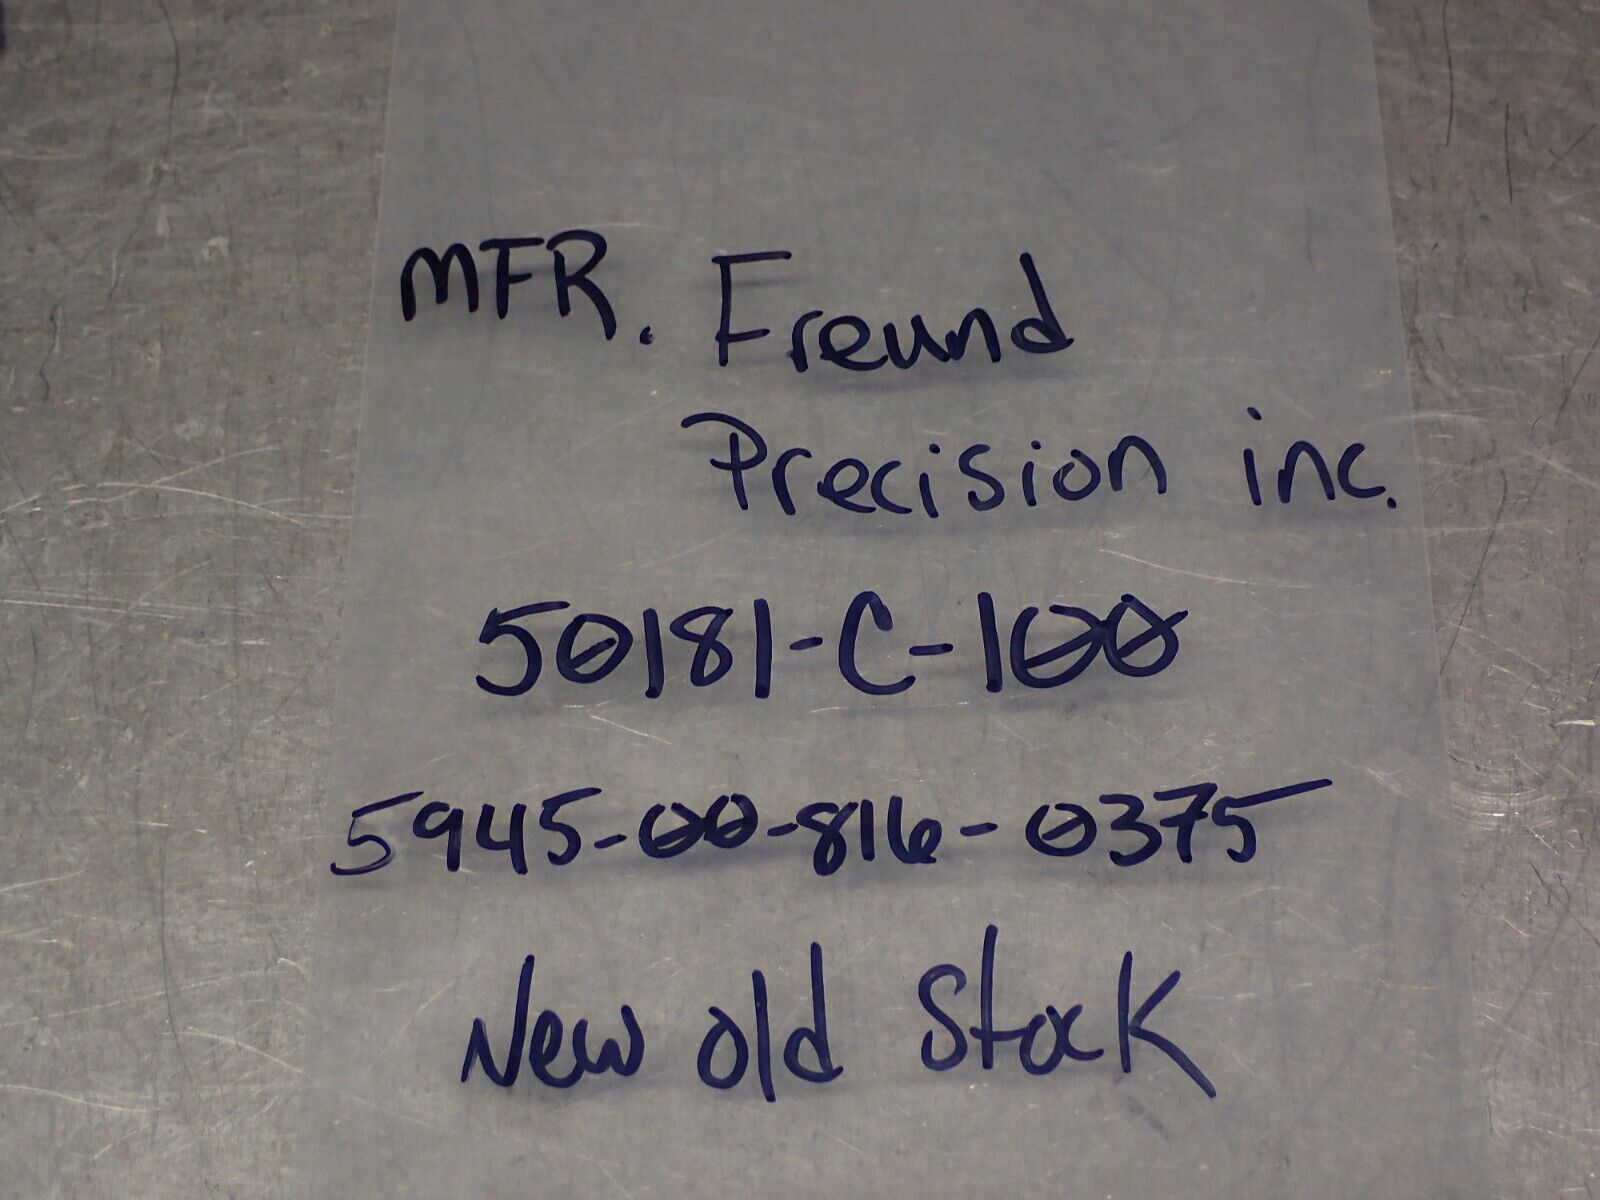 MFR. Freund
Precision inc.
50181-C-100
5945-00-816-0375
New old Stock